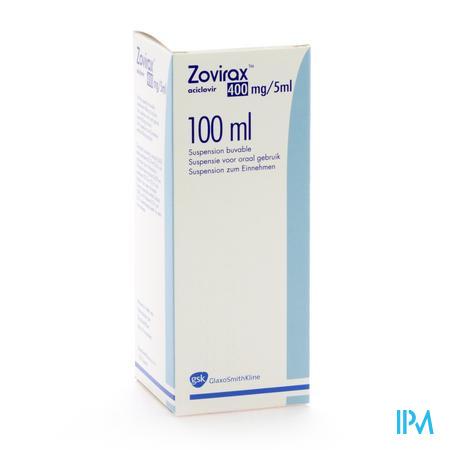 Zovirax™
aciclovir 400 mg/5ml
100 ml
Suspension buvable
Suspensie voor oraal gebruik
Suspension zum Einnehmen
gsk GlaxoSmithKline
IPM